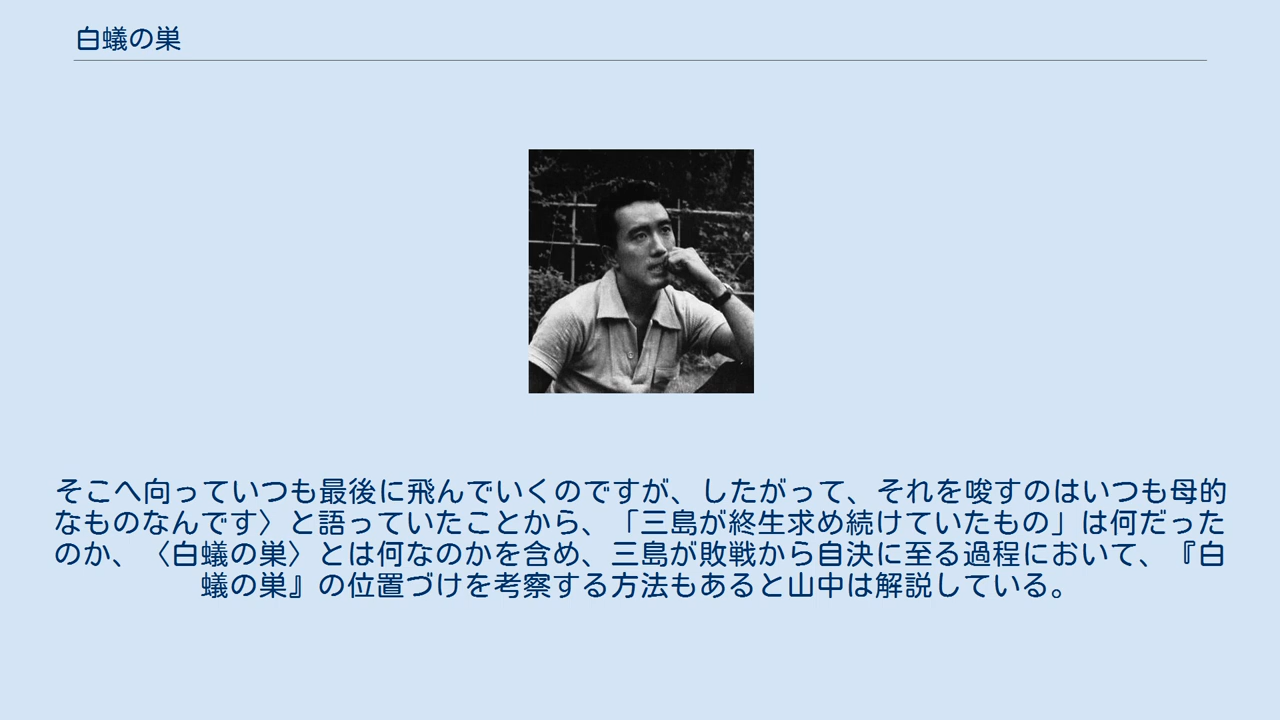 白蟻の巣
そこへ向っていつも最後に飛んでいくのですが、したがって、それを唆すのはいつも母的
なものなんです〉と語っていたことから、「三島が終生求め続けていたもの」は何だった
のか、〈白蟻の巣〉とは何なのかを含め、三島が敗戦から自決に至る過程において、『白
蟻の巣』の位置づけを考察する方法もあると山中は解説している。